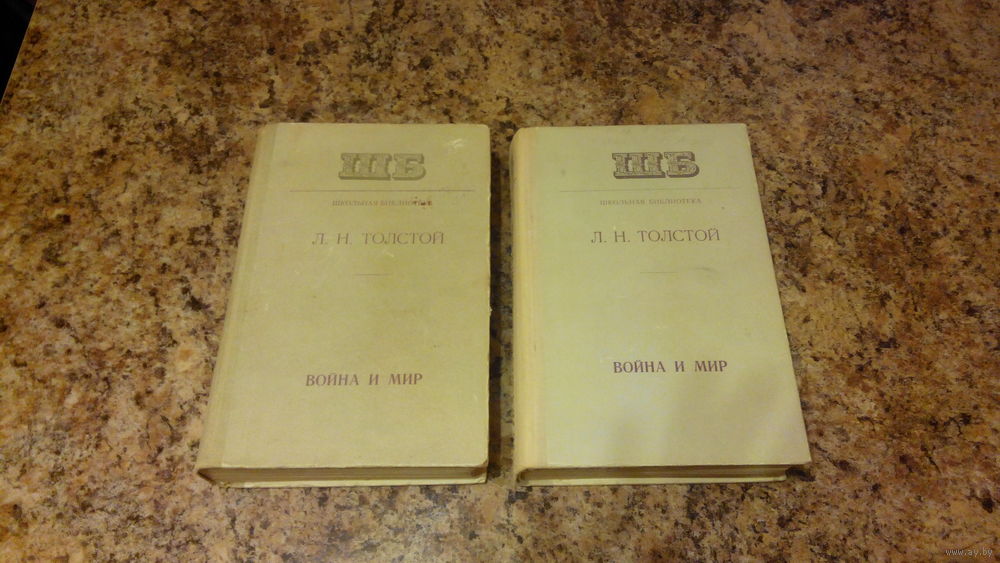 ШБ
ШКОЛЬНАЯ БИБЛИОТЕКА
Л. Н. ТОЛСТОЙ
ВОЙНА И МИР
ШБ
ШКОЛЬНАЯ БИБЛИОТЕКА
Л. Н. ТОЛСТОЙ
ВОЙНА И МИР
www.ay.by